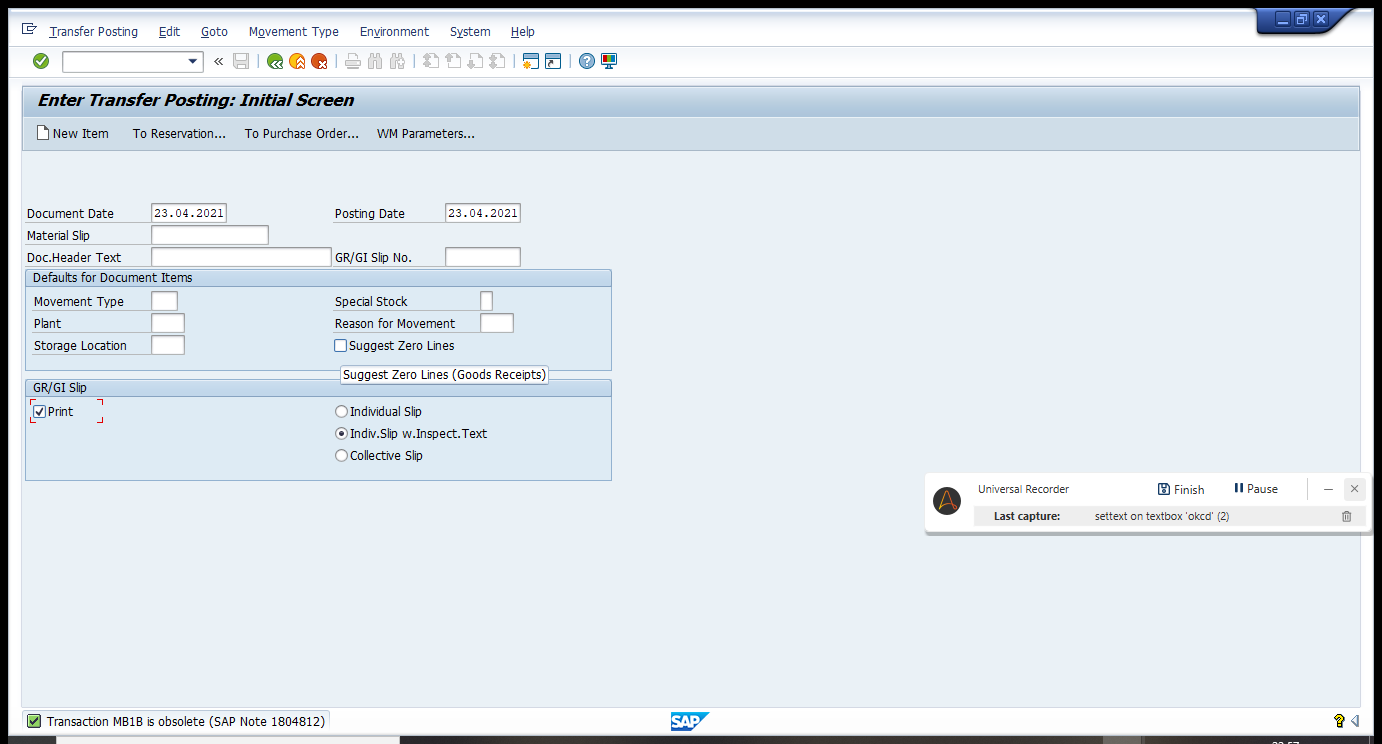 Transfer Posting Edit Goto Movement Type Environment System Help
Enter Transfer Posting: Initial Screen
New Item To Reservation... To Purchase Order... WM Parameters...
Document Date 23.04.2021 Posting Date 23.04.2021
Material Slip
Doc.Header Text GR/GI Slip No.
Defaults for Document Items
Movement Type Special Stock
Plant Reason for Movement
Storage Location Suggest Zero Lines
Suggest Zero Lines (Goods Receipts)
GR/GI Slip
Print Individual Slip
Indiv.Slip w.Inspect.Text
Collective Slip
Universal Recorder Finish Pause
Last capture: settext on textbox 'okcd' (2)
Transaction MB1B is obsolete (SAP Note 1804812) SAP